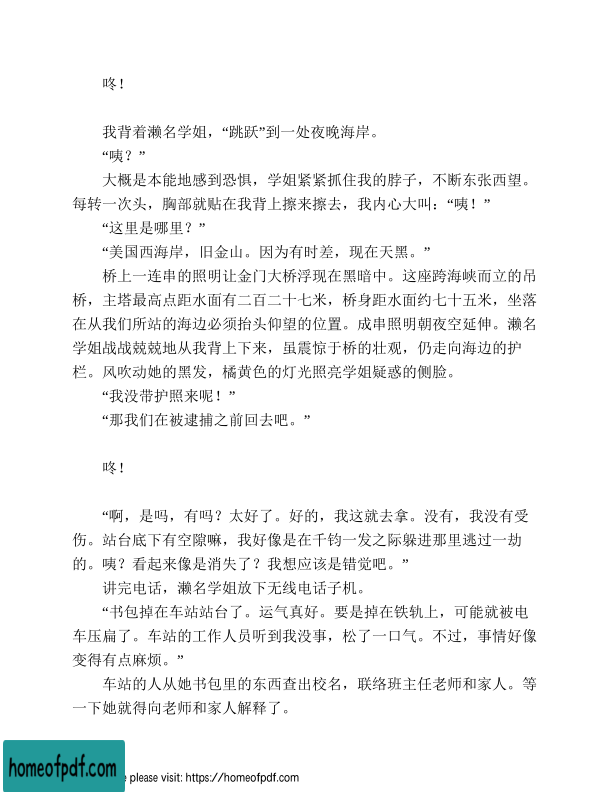 咚！
我背着濑名学姐，“跳跃”到一处夜晚海岸。
“咦？”
大概是本能地感到恐惧，学姐紧紧抓住我的脖子，不断东张西望。
每转一次头，胸部就贴在我背上擦来擦去，我内心大叫：“咦！”
“这里是哪里？”
“美国西海岸，旧金山。因为有时差，现在天黑。”
桥上一连串的照明让金门大桥浮现在黑暗中。这座跨海峡而立的吊
桥，主塔最高点距水面有二百二十七米，桥身距水面约七十五米，坐落
在从我们所站的海边必须抬头仰望的位置。成串照明朝夜空延伸。濑名
学姐战战兢兢地从我背上下来，虽震惊于桥的壮观，仍走向海边的护
栏。风吹动她的黑发，橘黄色的灯光照亮学姐疑惑的侧脸。
“我没带护照来呢！”
“那我们在被逮捕之前回去吧。”
咚！
“啊，是吗，有吗？太好了。好的，我这就去拿。没有，我没有受
伤。站台底下有空隙嘛，我好像是在千钧一发之际躲进那里逃过一劫
的。咦？看起来像是消失了？我想应该是错觉吧。”
讲完电话，濑名学姐放下无线电话子机。
“书包掉在车站站台了。运气真好。要是掉在铁轨上，可能就被电
车压扁了。车站的工作人员听到我没事，松了一口气。不过，事情好像
变得有点麻烦。”
车站的人从她书包里的东西查出校名，联络班主任老师和家人。等
一下她就得向老师和家人解释了。
homeofpdf.com
e please visit: https://homeofpdf.com